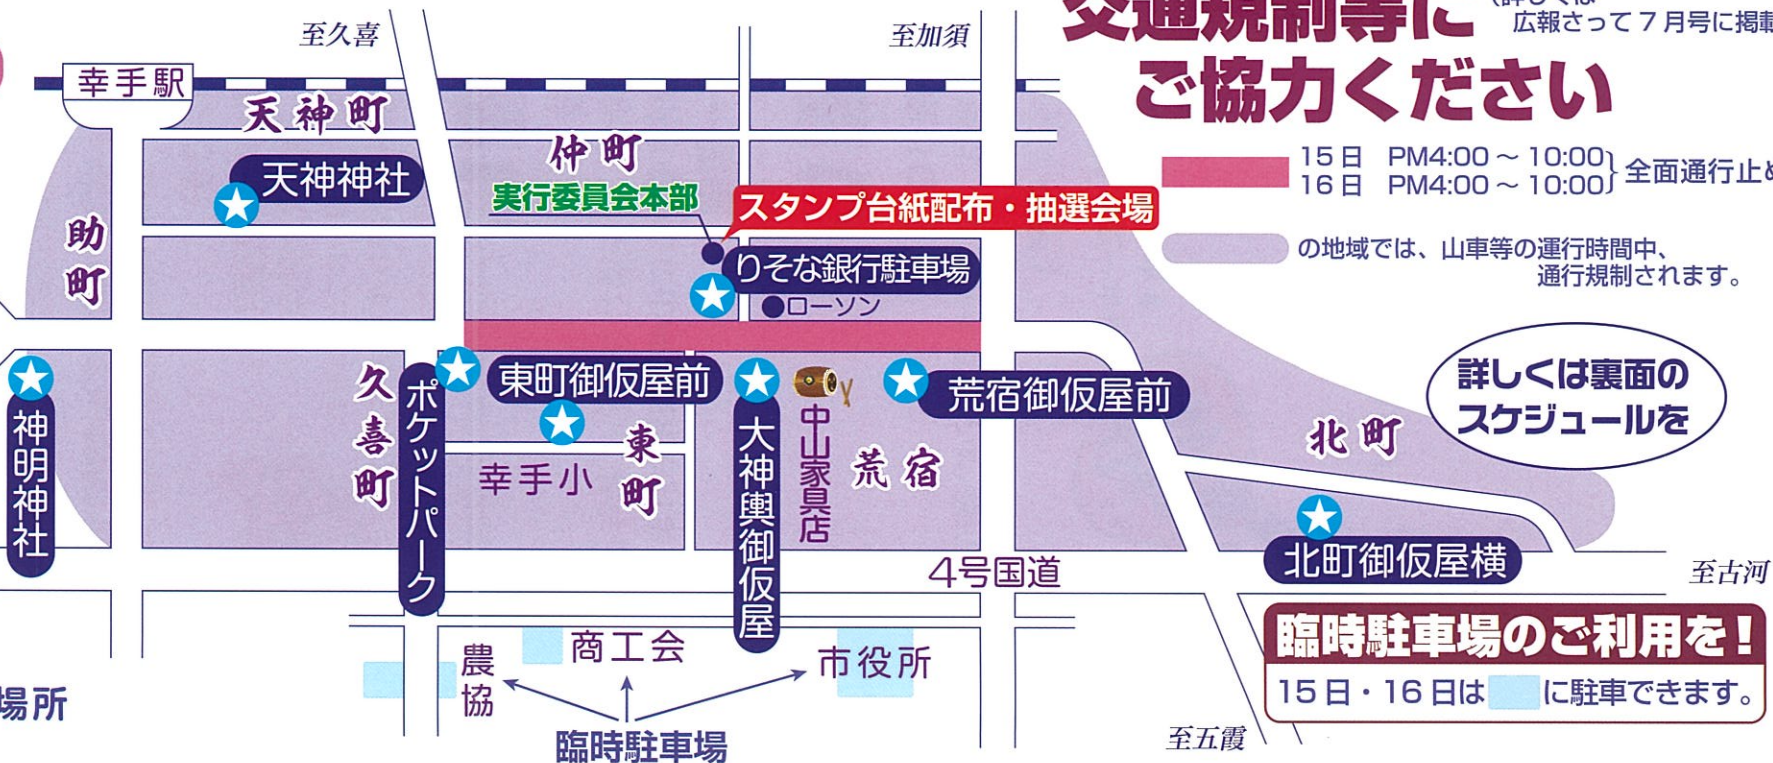 至久喜
至加須
交通規制等に
(詳しくは
広報さって7月号に掲載
ご協力ください
幸手駅
天神町
仲町
15日 PM4:00～10:00
16日 PM4:00～10:00
全面通行止め
天神神社
実行委員会本部
スタンプ台紙配布・抽選会場
助町
りそな銀行駐車場
の地域では、山車等の運行時間中、
通行規制されます。
ローソン
神明神社
久喜町
ポケットパーク
東町御仮屋前
幸手小
東町
大神輿御仮屋
中山家具店
荒宿御仮屋前
荒宿
詳しくは裏面の
スケジュールを
北町
4号国道
北町御仮屋横
至古河
臨時駐車場のご利用を!
15日・16日は に駐車できます。
農協
商工会
市役所
場所
臨時駐車場
至五霞